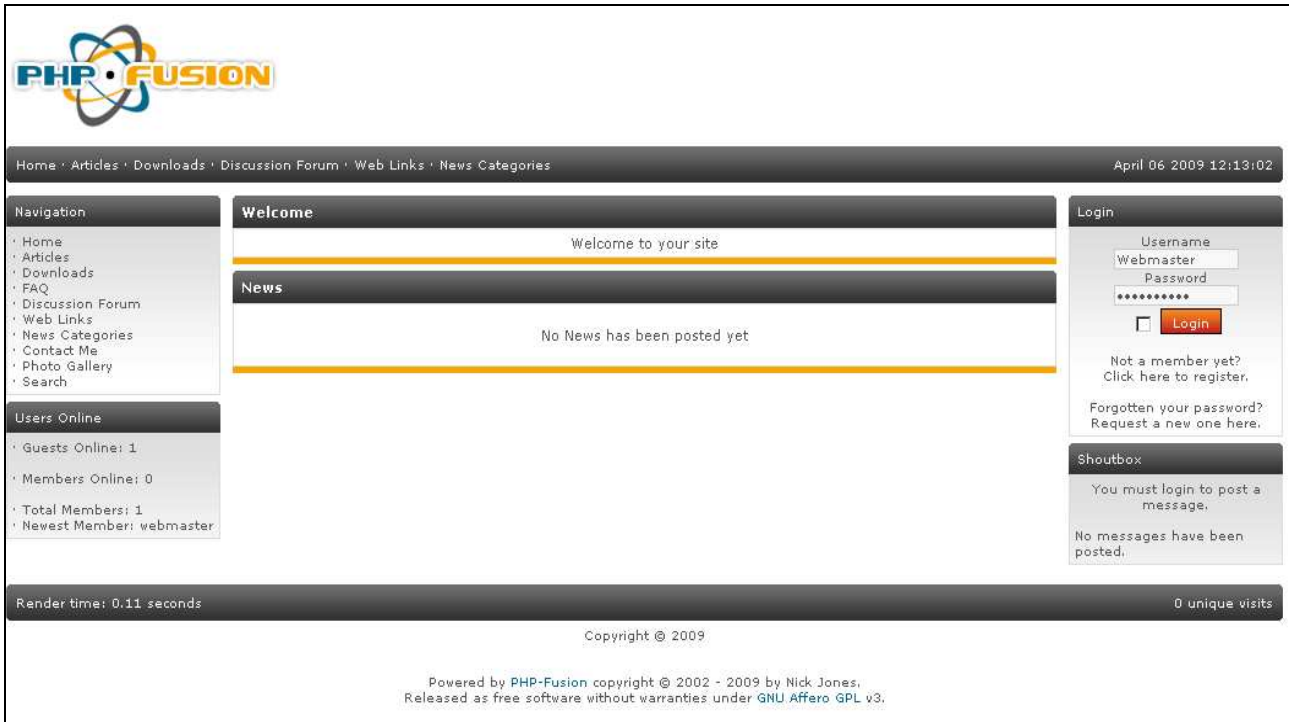 PHP·FUSION
Home · Articles · Downloads · Discussion Forum · Web Links · News Categories
April 06 2009 12:13:02
Navigation
· Home
· Articles
· Downloads
· FAQ
· Discussion Forum
· Web Links
· News Categories
· Contact Me
· Photo Gallery
· Search
Users Online
· Guests Online: 1
· Members Online: 0
· Total Members: 1
· Newest Member: webmaster
Welcome
Welcome to your site
News
No News has been posted yet
Login
Username
Webmaster
Password
••••••••••
Login
Not a member yet?
Click here to register.
Forgotten your password?
Request a new one here.
Shoutbox
You must login to post a
message.
No messages have been
posted.
Render time: 0.11 seconds
0 unique visits
Copyright © 2009
Powered by PHP-Fusion copyright © 2002 - 2009 by Nick Jones.
Released as free software without warranties under GNU Affero GPL v3.